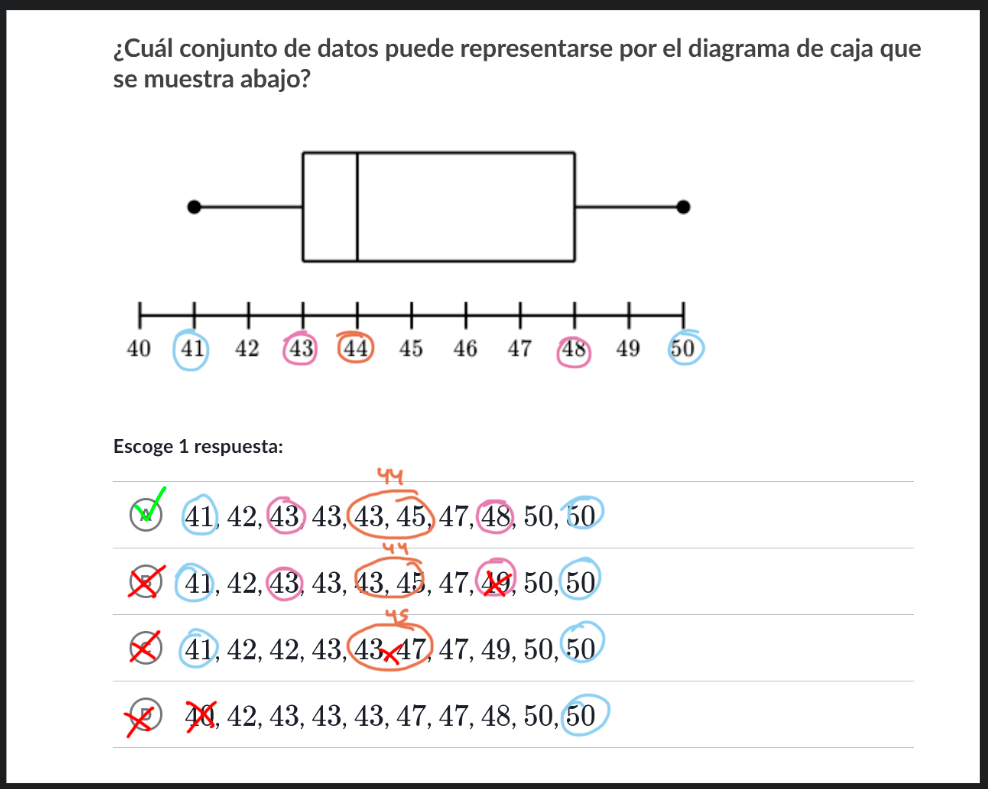 ¿Cuál conjunto de datos puede representarse por el diagrama de caja que
se muestra abajo?
40 41 42 43 44 45 46 47 48 49 50
Escoge 1 respuesta:
44
A 41, 42, 43, 43, 43, 45, 47, 48, 50, 50
44
41, 42, 43, 43, 43, 45, 47, 49, 50, 50
45
C 41, 42, 42, 43, 43, 47, 47, 49, 50, 50
D 40, 42, 43, 43, 43, 47, 47, 48, 50, 50